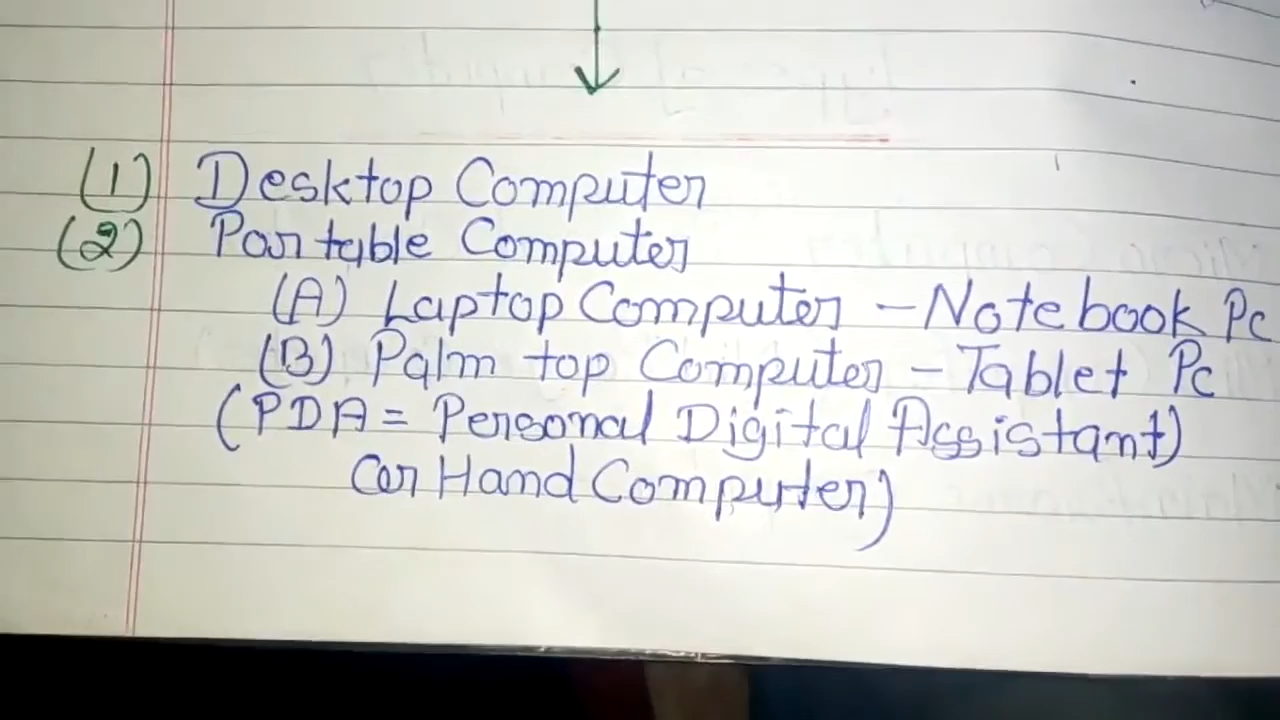 (1) Desktop Computer
(2) Portable Computer
(A) Laptop Computer - Notebook Pc
(B) Palm top Computer - Tablet Pc
(PDA = Personal Digital Assistant)
(or Hand Computer)